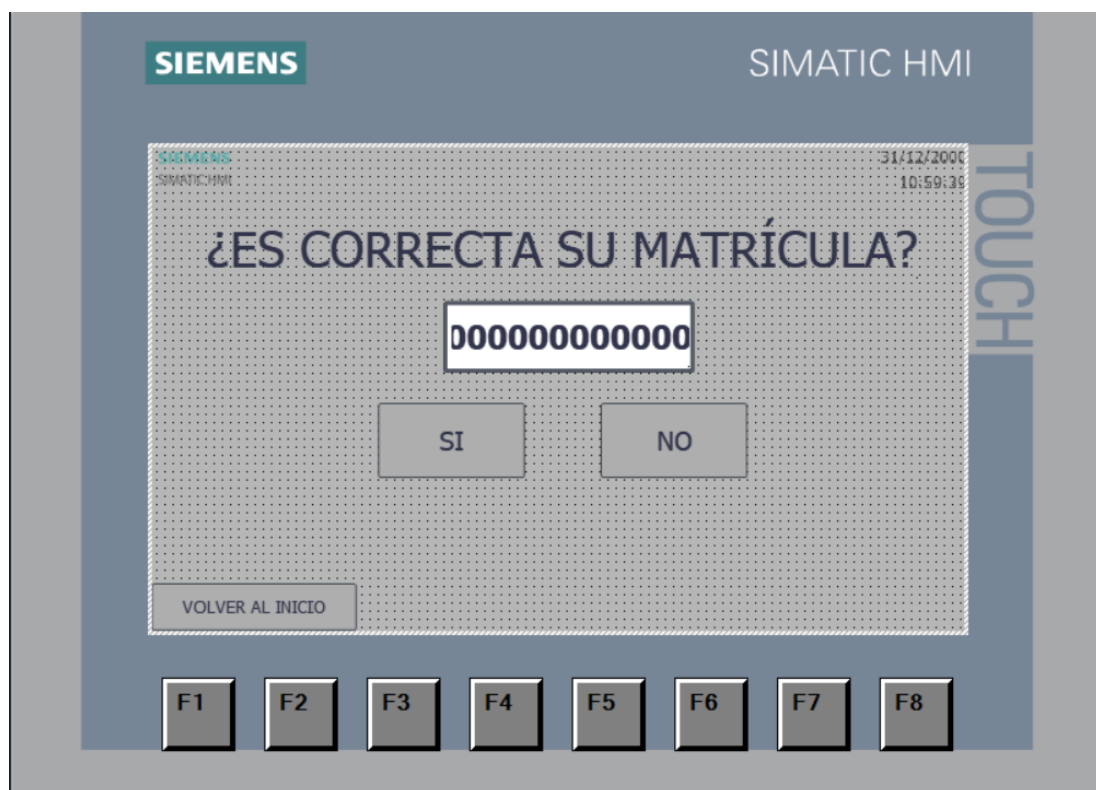 SIEMENS
SIMATIC HMI
TOUCH
SIEMENS
SIMATIC HMI
31/12/2000
10:59:39
¿ES CORRECTA SU MATRÍCULA?
000000000000
SI
NO
VOLVER AL INICIO
F1 F2 F3 F4 F5 F6 F7 F8